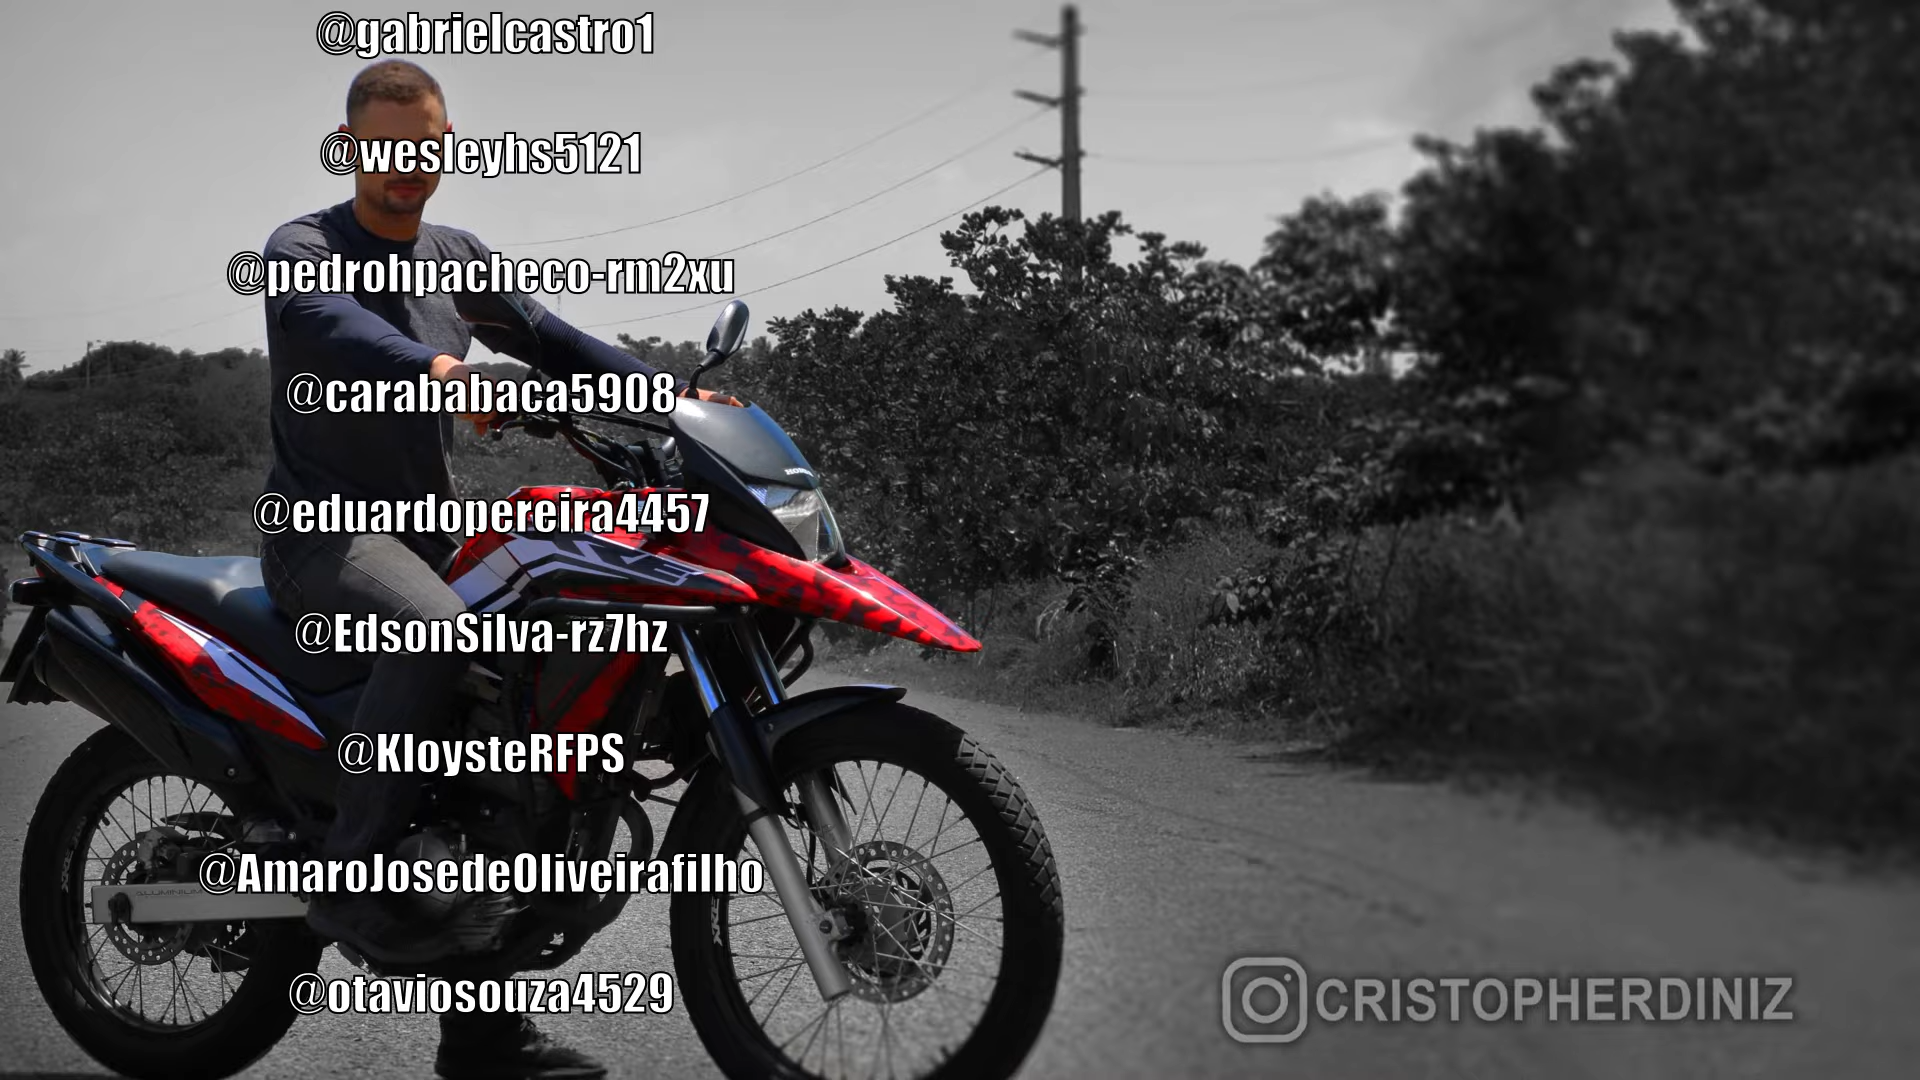 @gabrielcastro1
@wesleyhs5121
@pedrohpacheco-rm2xu
@carababaca5908
@eduardopereira4457
@EdsonSilva-rz7hz
@KloysteRFPS
@AmaroJosedeOliveirafilho
@otaviosouza4529
CRISTOPHERDINIZ